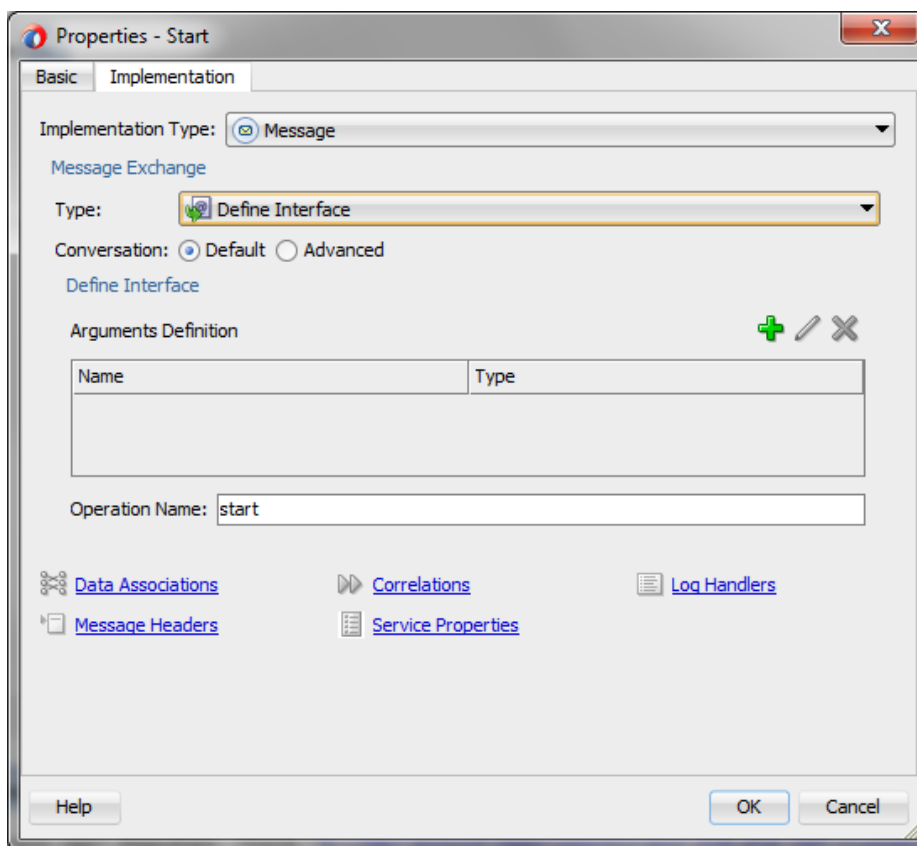 Properties - Start
Basic Implementation
Implementation Type: Message
Message Exchange
Type: Define Interface
Conversation: Default Advanced
Define Interface
Arguments Definition
Name Type
Operation Name: start
Data Associations Correlations Log Handlers
Message Headers Service Properties
Help OK Cancel